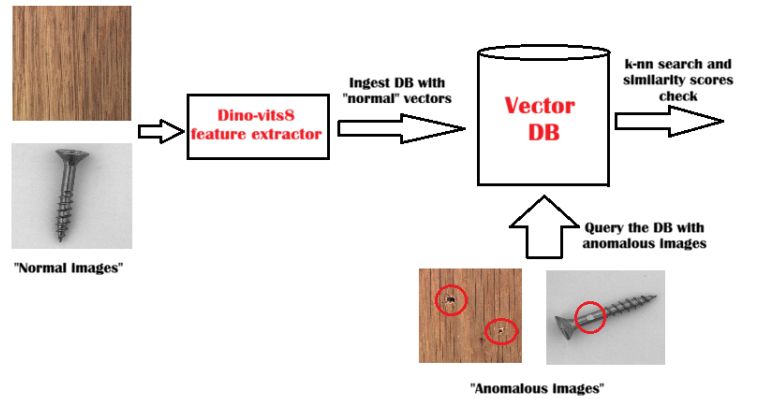 Dino-vits8
feature extractor
Ingest DB with
"normal" vectors
Vector
DB
k-nn search and
similarity scores
check
"Normal images"
Query the DB with
anomalous images
"Anomalous images"